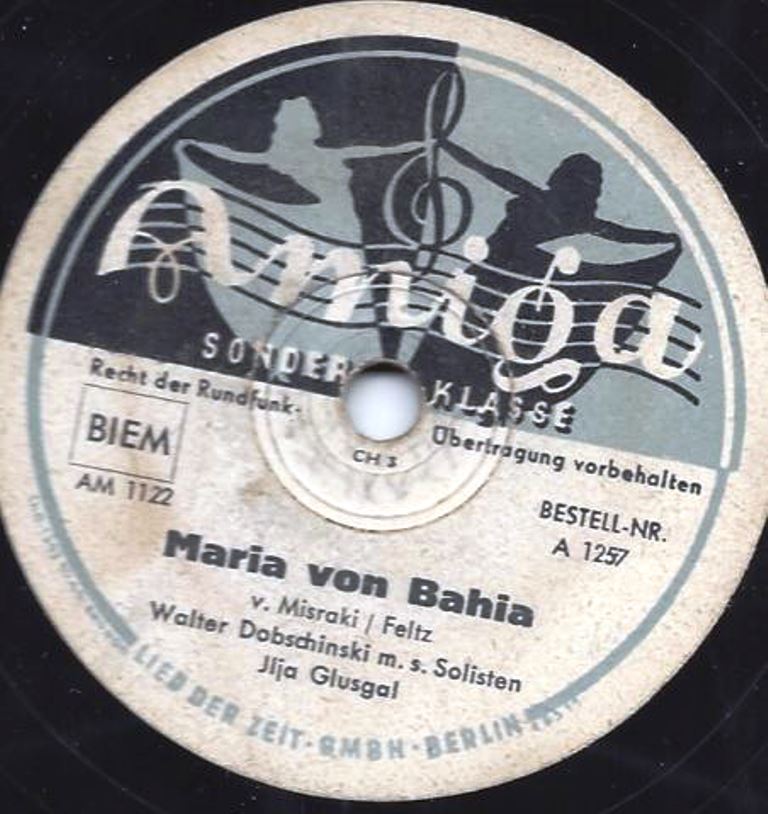 Amiga
SONDER-KLASSE
Recht der Rundfunk-
Übertragung vorbehalten
BIEM
AM 1122
CH 3
BESTELL-NR.
A 1257
Maria von Bahia
v. Misraki / Feltz
Walter Dobschinski m. s. Solisten
Jlja Glusgal
LIED DER ZEIT·GMBH·BERLIN